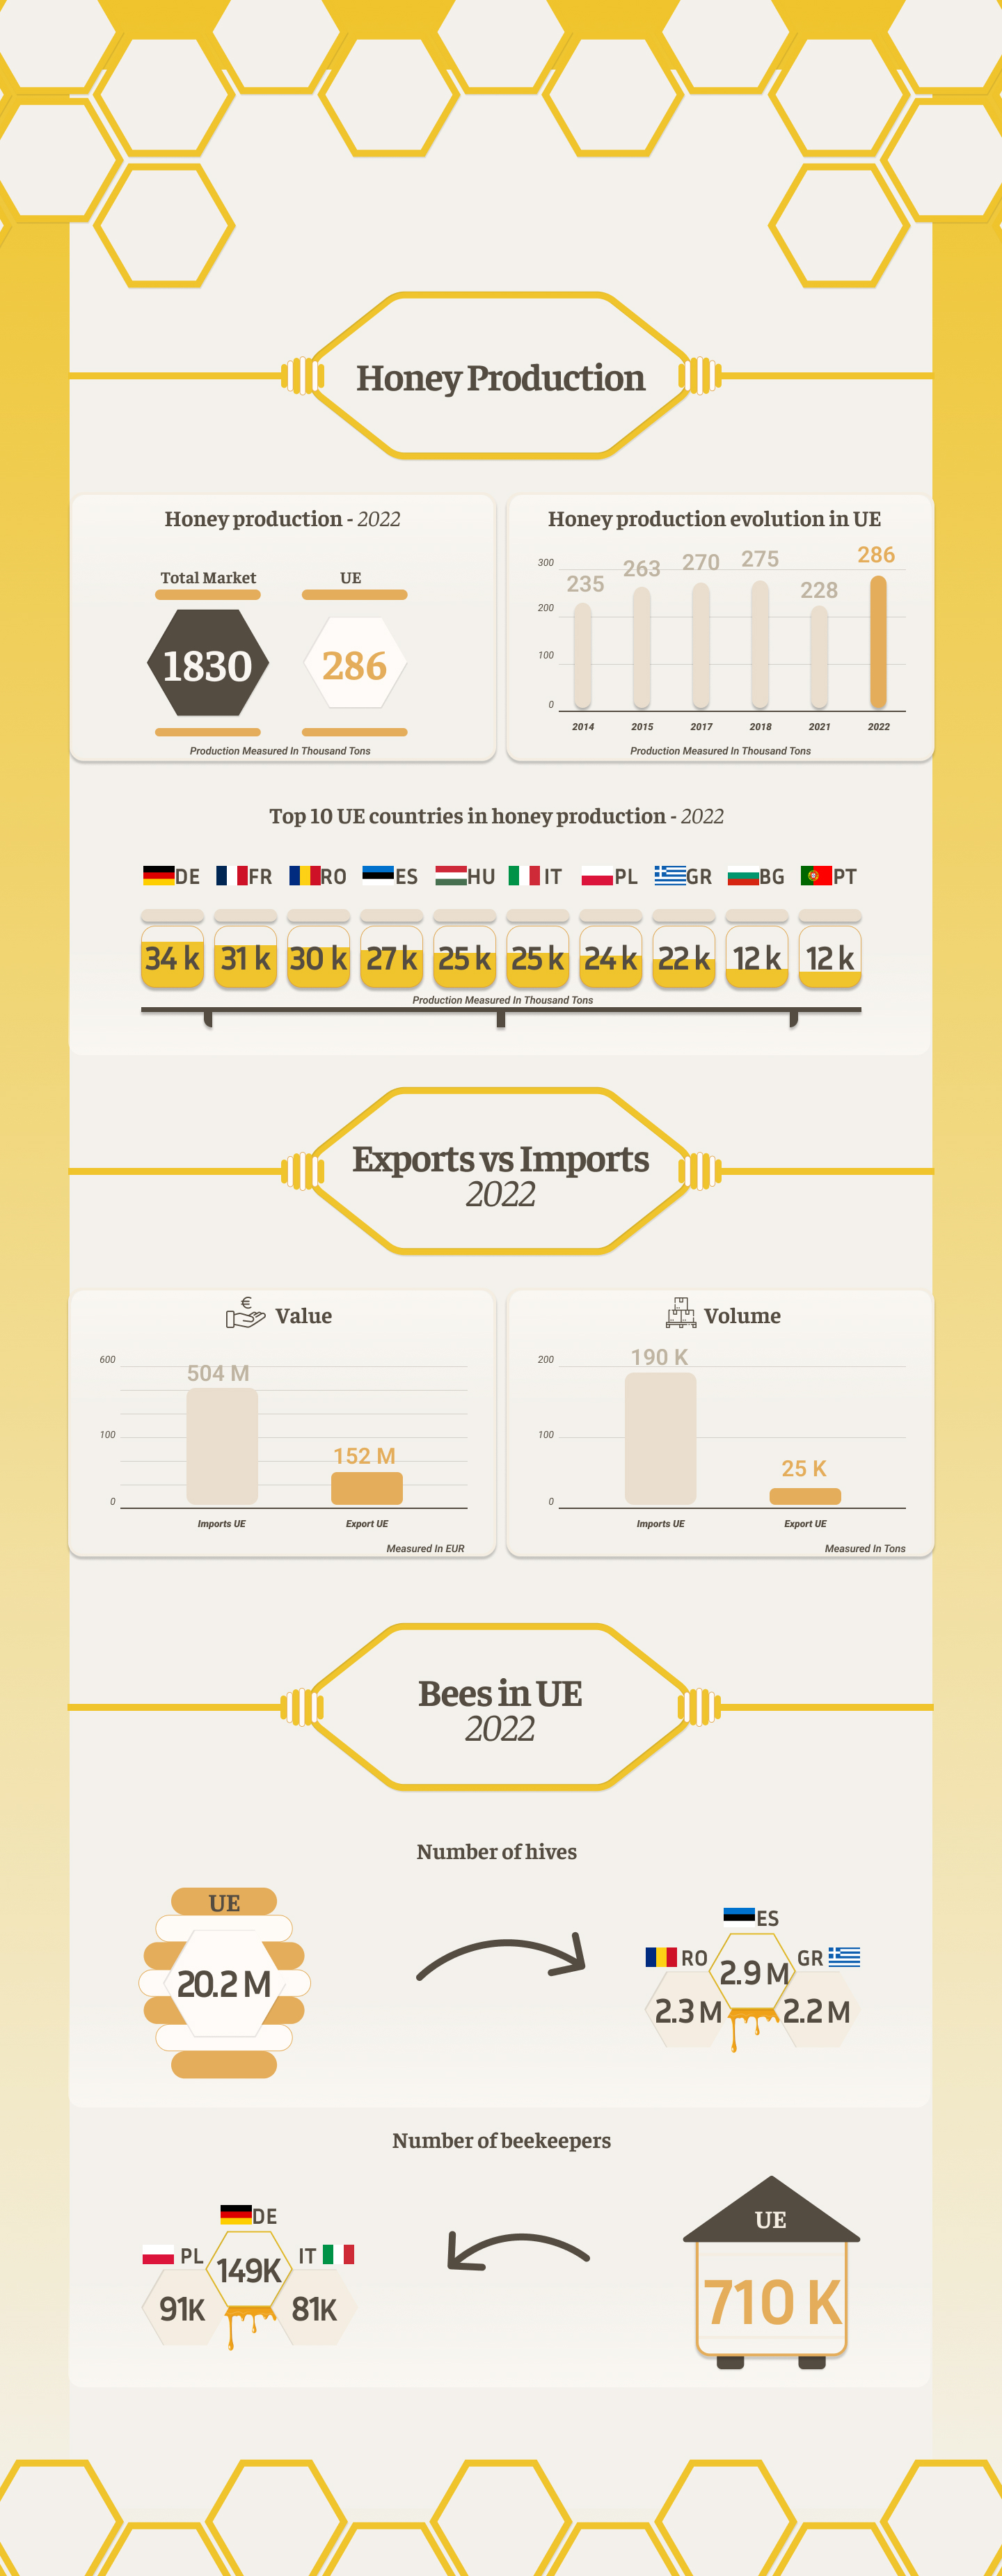 Honey Production
Honey production - 2022
Total Market
UE
1830
286
Production Measured In Thousand Tons
Honey production evolution in UE
300
200
100
0
235
263
270
275
228
286
2014
2015
2017
2018
2021
2022
Production Measured In Thousand Tons
Top 10 UE countries in honey production - 2022
DE
FR
RO
ES
HU
IT
PL
GR
BG
PT
34 k
31 k
30 k
27 k
25 k
25 k
24 k
22 k
12 k
12 k
Production Measured In Thousand Tons
Exports vs Imports
2022
€
Value
600
100
0
504 M
152 M
Imports UE
Export UE
Measured In EUR
Volume
200
100
0
190 K
25 K
Imports UE
Export UE
Measured In Tons
Bees in UE
2022
Number of hives
UE
20.2 M
ES
RO
GR
2.9 M
2.3 M
2.2 M
Number of beekeepers
DE
PL
IT
149K
91K
81K
UE
710 K